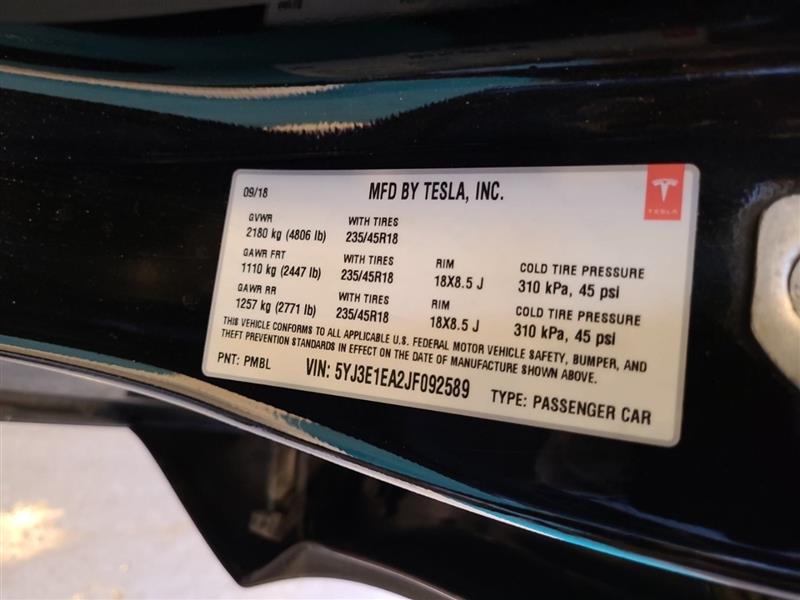 09/18
MFD BY TESLA, INC.
TESLA
GVWR
2180 kg (4806 lb)
WITH TIRES
235/45R18
GAWR FRT
1110 kg (2447 lb)
WITH TIRES
235/45R18
RIM
18X8.5 J
COLD TIRE PRESSURE
310 kPa, 45 psi
GAWR RR
1257 kg (2771 lb)
WITH TIRES
235/45R18
RIM
18X8.5 J
COLD TIRE PRESSURE
310 kPa, 45 psi
THIS VEHICLE CONFORMS TO ALL APPLICABLE U.S. FEDERAL MOTOR VEHICLE SAFETY, BUMPER, AND
THEFT PREVENTION STANDARDS IN EFFECT ON THE DATE OF MANUFACTURE SHOWN ABOVE.
PNT: PMBL
VIN: 5YJ3E1EA2JF092589
TYPE: PASSENGER CAR